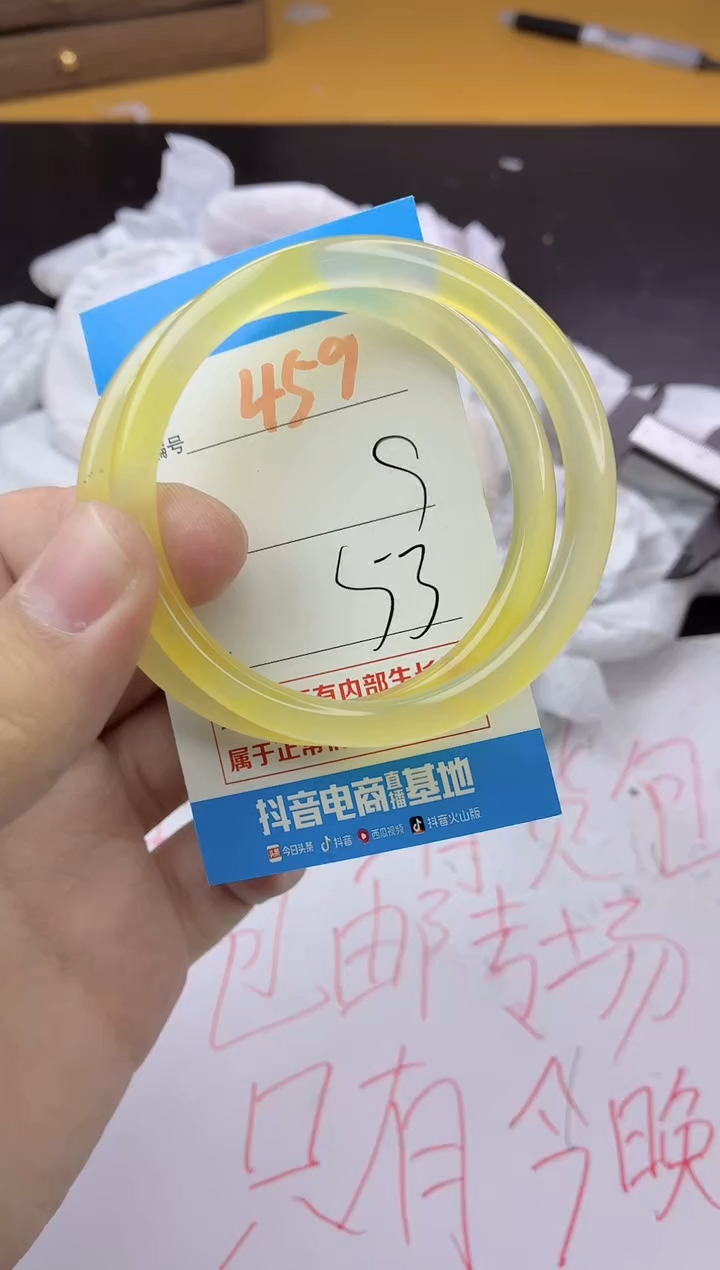 459
编号
S
53
有内部生长
属于正常
抖音电商直播基地
今日头条 抖音 西瓜视频 抖音火山版
货包
包邮专场
只有今晚